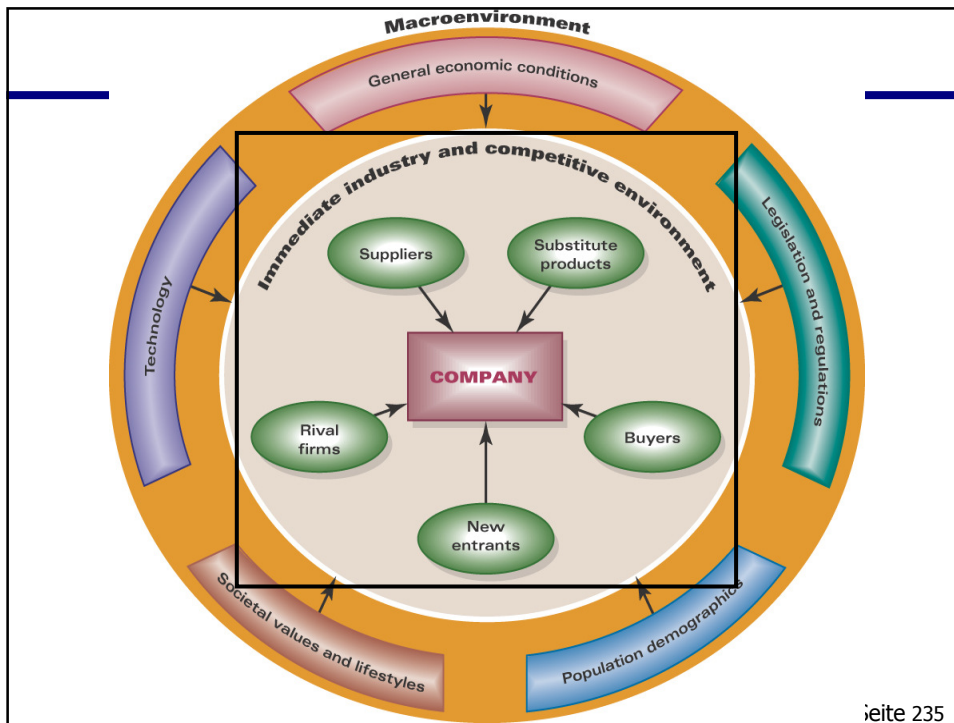 Macroenvironment
General economic conditions
Immediate industry and competitive environment
Technology
Legislation and regulations
Suppliers
Substitute
products
COMPANY
Rival
firms
Buyers
New
entrants
Societal values and lifestyles
Population demographics
Seite 235